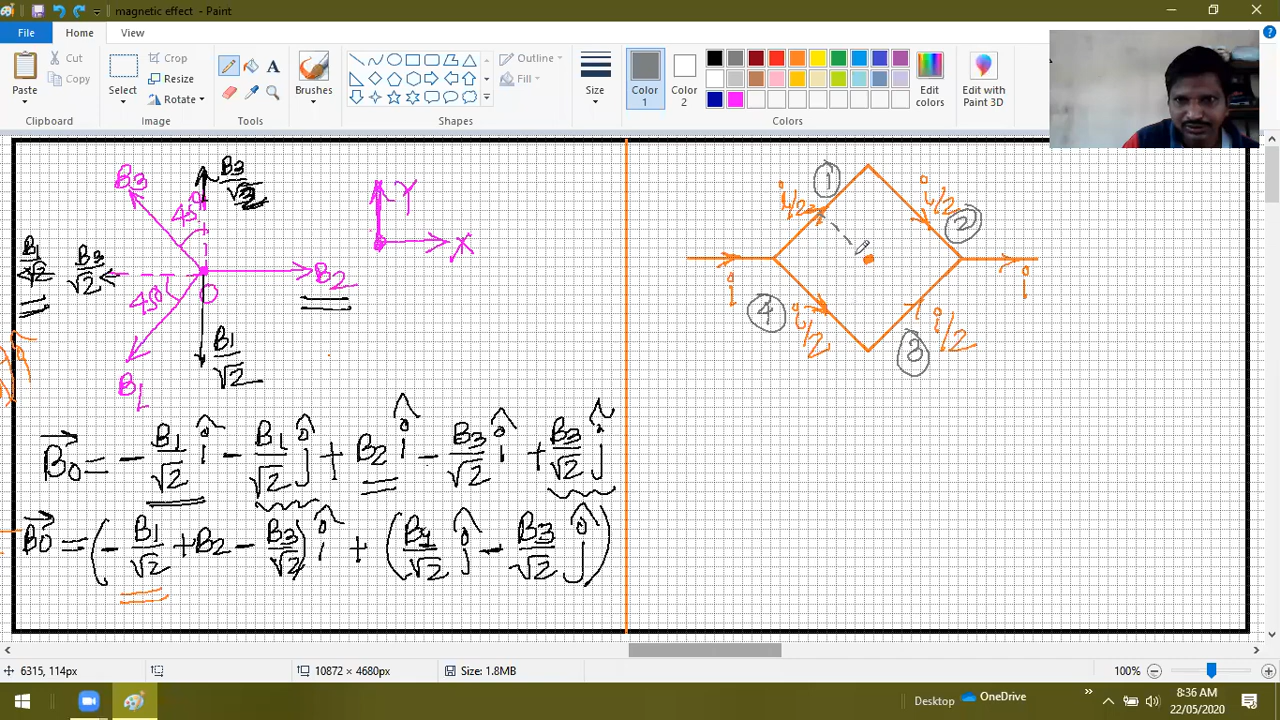 magnetic effect - Paint
File
Home
View
Paste
Cut
Copy
Clipboard
Select
Crop
Resize
Rotate
Image
Tools
Brushes
Shapes
Outline
Fill
Size
Color 1
Color 2
Edit colors
Edit with Paint 3D
Colors
B3
B3/√2
45°
B1/√2
B3/√2
O
B2
45°
B1
B1/√2
Y
X
B0 = - B1/√2 i - B1/√2 j + B2 i - B3/√2 i + B3/√2 j
B0 = (- B1/√2 + B2 - B3/√2) i + (B1/√2 j - B3/√2 j)
1
i/2
i/2
2
i
i
4
i/2
i/2
3
6315, 114px
10872 × 4680px
Size: 1.8MB
100%
Desktop
OneDrive
8:36 AM
22/05/2020